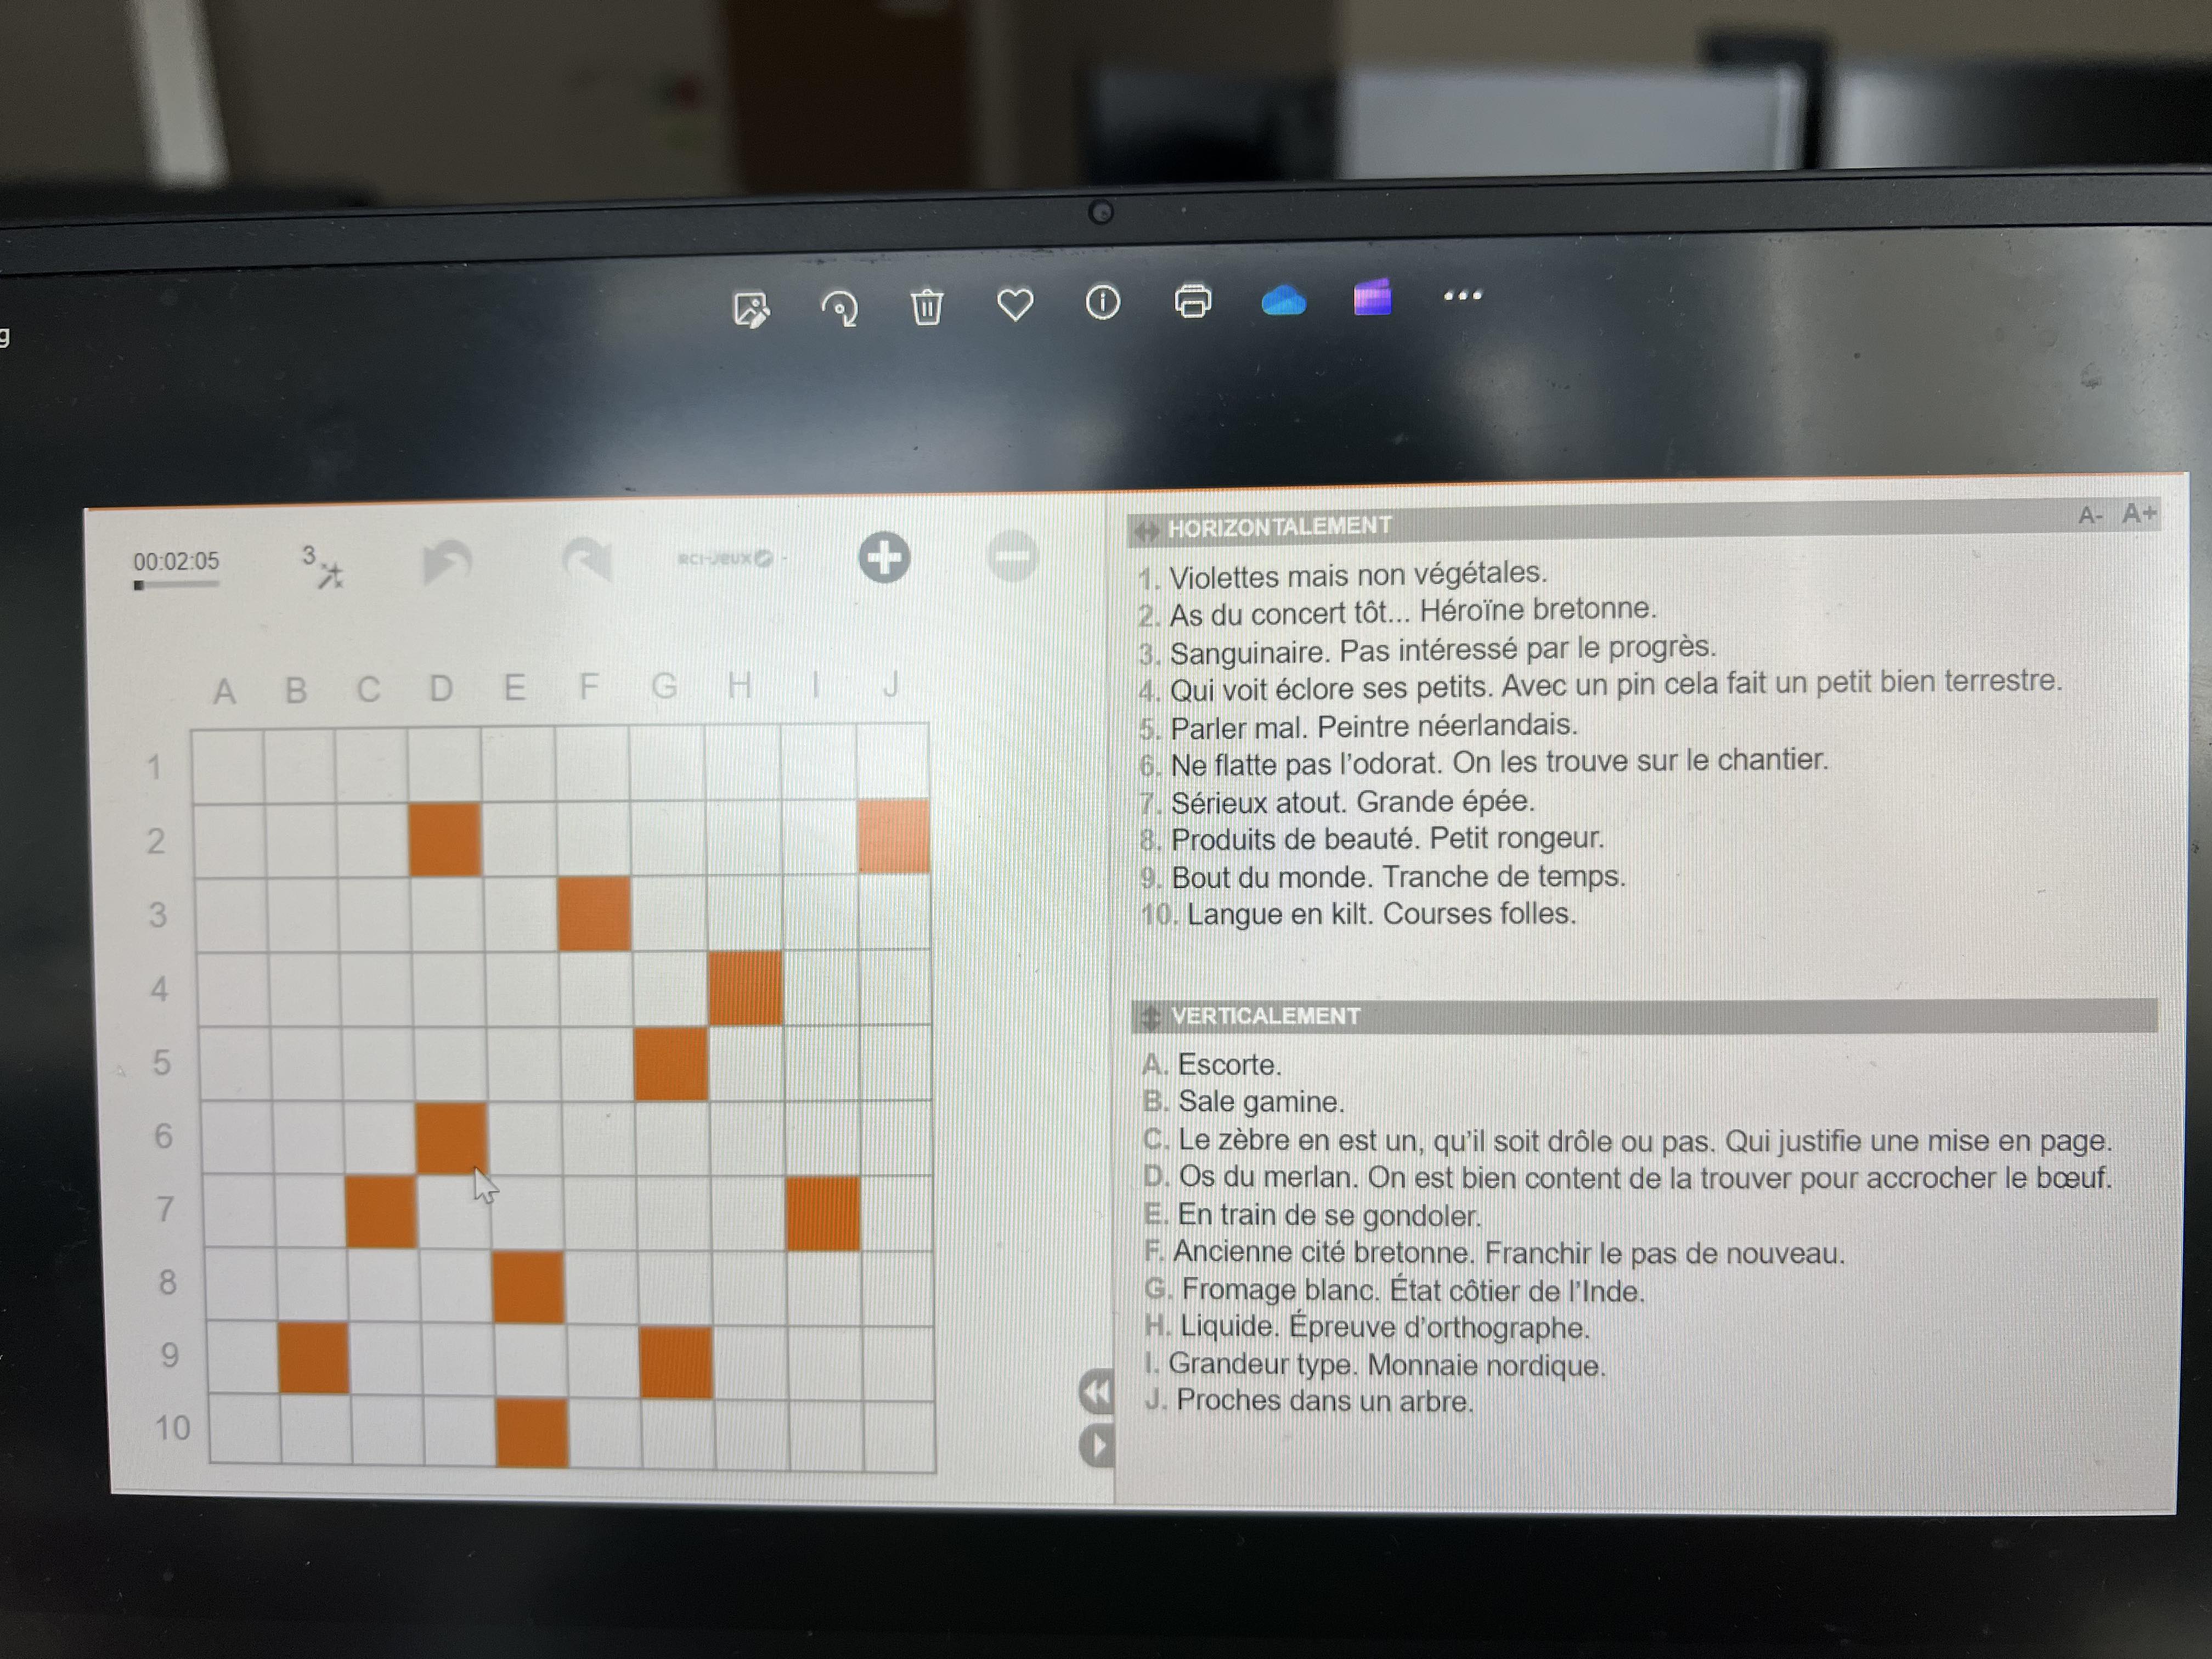 g
00:02:05
3
RCI-JEUX
A B C D E F G H I J
1
2
3
4
5
6
7
8
9
10
HORIZONTALEMENT
A- A+
1. Violettes mais non végétales.
2. As du concert tôt... Héroïne bretonne.
3. Sanguinaire. Pas intéressé par le progrès.
4. Qui voit éclore ses petits. Avec un pin cela fait un petit bien terrestre.
5. Parler mal. Peintre néerlandais.
6. Ne flatte pas l'odorat. On les trouve sur le chantier.
7. Sérieux atout. Grande épée.
8. Produits de beauté. Petit rongeur.
9. Bout du monde. Tranche de temps.
10. Langue en kilt. Courses folles.
VERTICALEMENT
A. Escorte.
B. Sale gamine.
C. Le zèbre en est un, qu'il soit drôle ou pas. Qui justifie une mise en page.
D. Os du merlan. On est bien content de la trouver pour accrocher le bœuf.
E. En train de se gondoler.
F. Ancienne cité bretonne. Franchir le pas de nouveau.
G. Fromage blanc. État côtier de l'Inde.
H. Liquide. Épreuve d'orthographe.
I. Grandeur type. Monnaie nordique.
J. Proches dans un arbre.